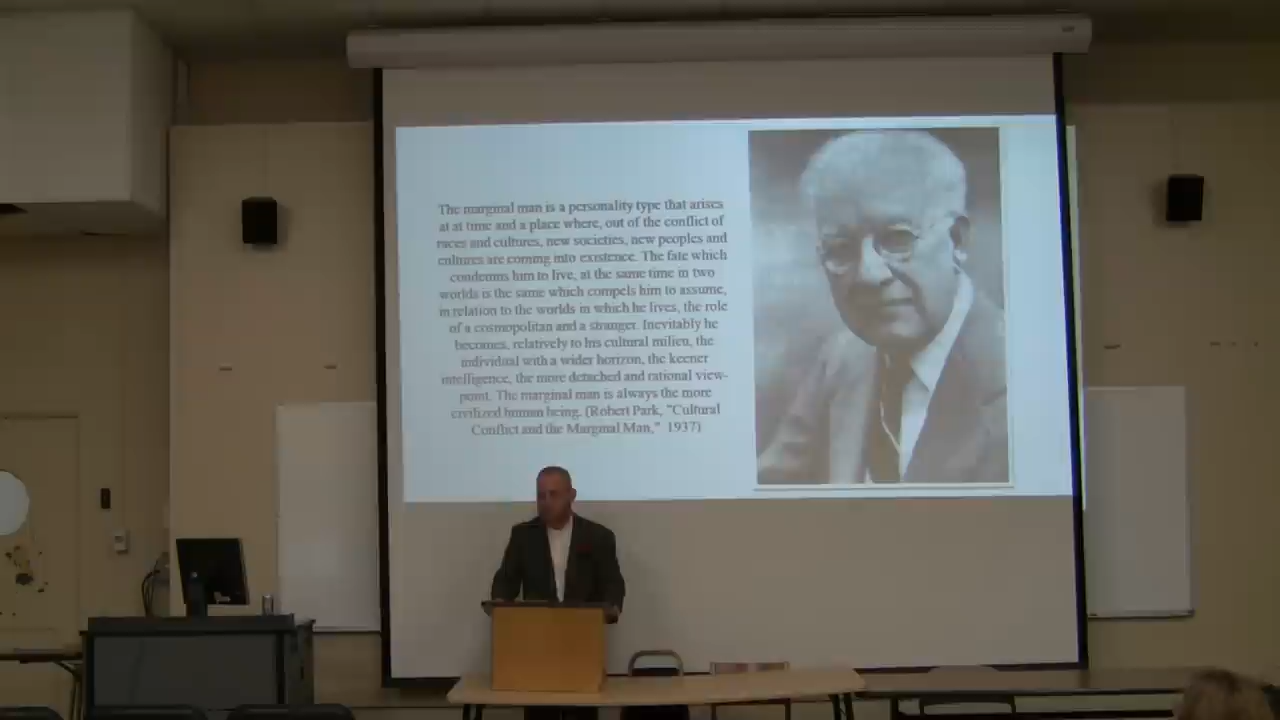 The marginal man is a personality type that arises
at at time and a place where, out of the conflict of
races and cultures, new societies, new peoples and
cultures are coming into existence. The fate which
condemns him to live, at the same time in two
worlds is the same which compels him to assume,
in relation to the worlds in which he lives, the role
of a cosmopolitan and a stranger. Inevitably he
becomes, relatively to his cultural milieu, the
individual with a wider horizon, the keener
intelligence, the more detached and rational view-
point. The marginal man is always the more
civilized human being. (Robert Park, "Cultural
Conflict and the Marginal Man," 1937)